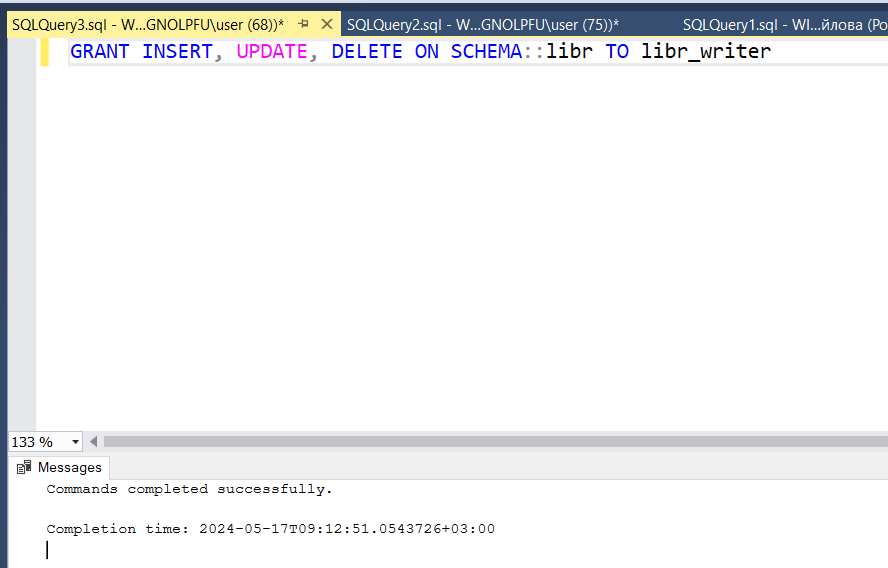 SQLQuery3.sql - W...GNOLPFU\user (68))* SQLQuery2.sql - W...GNOLPFU\user (75))* SQLQuery1.sql - WI...йлова (Po
GRANT INSERT, UPDATE, DELETE ON SCHEMA::libr TO libr_writer
133 %
Messages
Commands completed successfully.
Completion time: 2024-05-17T09:12:51.0543726+03:00